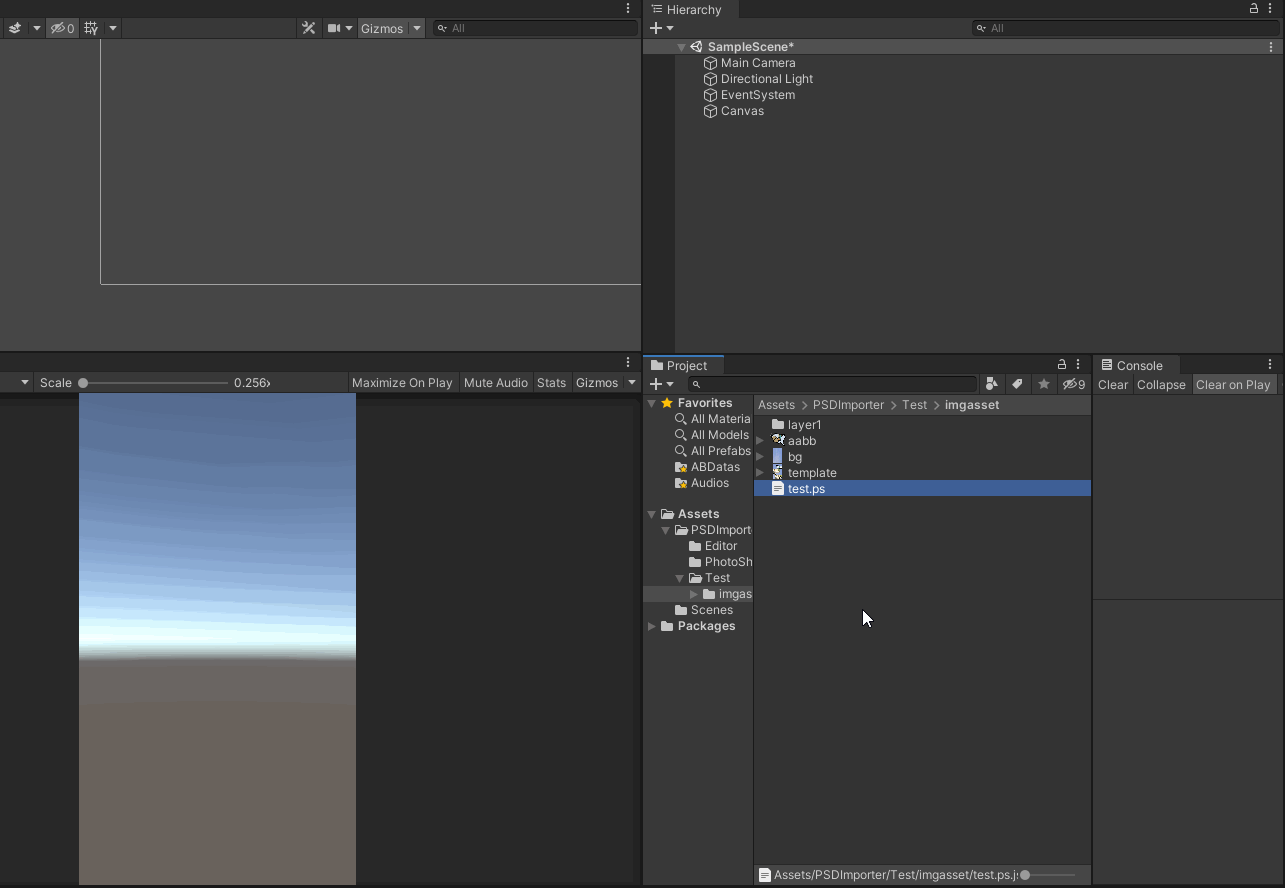 Hierarchy
0
Gizmos
All
All
SampleScene*
Main Camera
Directional Light
EventSystem
Canvas
Scale
0.256x
Maximize On Play
Mute Audio
Stats
Gizmos
Project
9
Favorites
All Materia
All Models
All Prefabs
ABDatas
Audios
Assets
PSDImport
Editor
PhotoSh
Test
imgas
Scenes
Packages
Assets > PSDImporter > Test > imgasset
layer1
aabb
bg
template
test.ps
Assets/PSDImporter/Test/imgasset/test.ps.j
Console
Clear
Collapse
Clear on Play